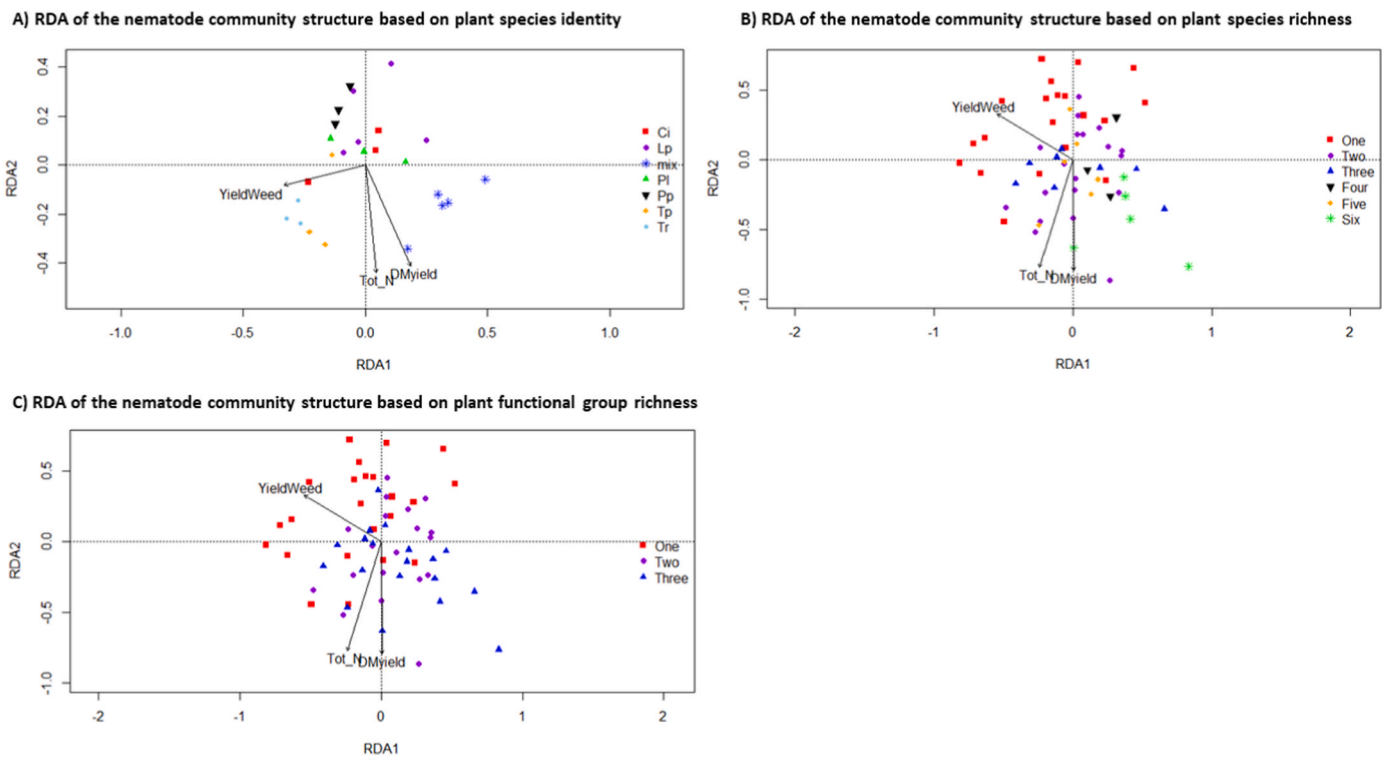 A) RDA of the nematode community structure based on plant species identity
RDA2
0.4
0.2
0.0
-0.2
-0.4
YieldWeed
Tot_N
DMyield
Ci
Lp
mix
Pl
Pp
Tp
Tr
-1.0
-0.5
0.0
0.5
1.0
RDA1
B) RDA of the nematode community structure based on plant species richness
RDA2
0.5
0.0
-0.5
-1.0
YieldWeed
Tot_N
DMyield
One
Two
Three
Four
Five
Six
-2
-1
0
1
2
RDA1
C) RDA of the nematode community structure based on plant functional group richness
RDA2
0.5
0.0
-0.5
-1.0
YieldWeed
Tot_N
DMyield
One
Two
Three
-2
-1
0
1
2
RDA1